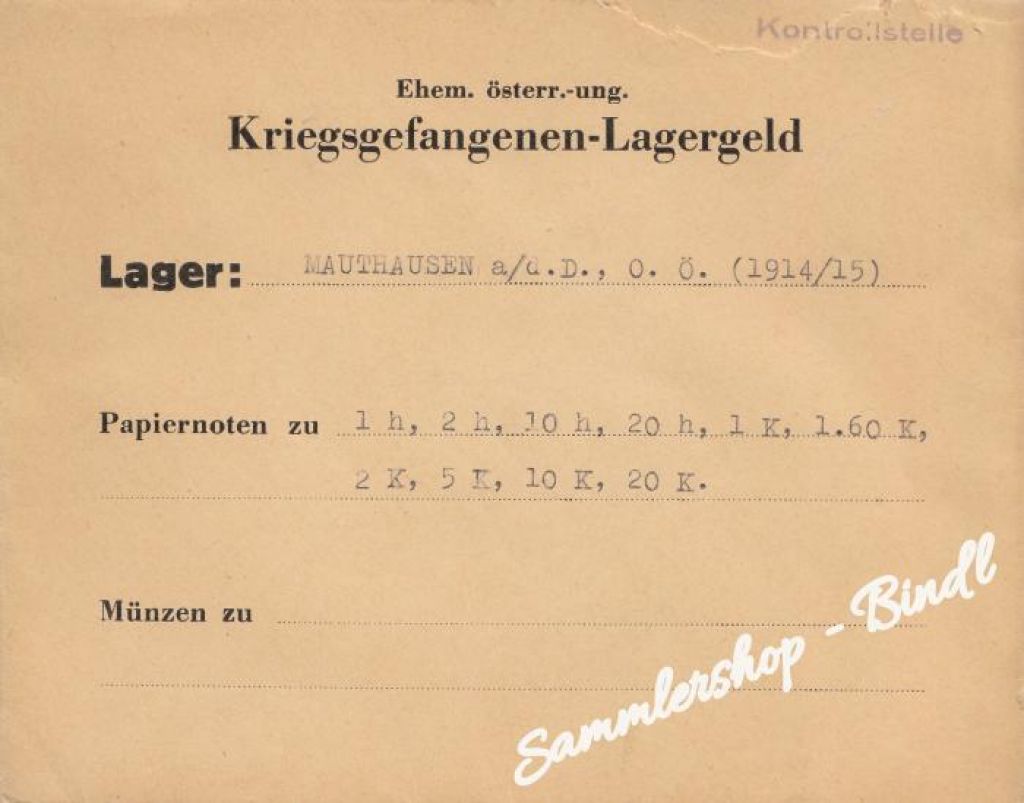 Kontrollstelle
Ehem. österr.-ung.
Kriegsgefangenen-Lagergeld
Lager: MAUTHAUSEN a/d.D., O. Ö. (1914/15)
Papiernoten zu 1 h, 2 h, 10 h, 20 h, 1 K, 1.60 K,
2 K, 5 K, 10 K, 20 K.
Münzen zu
Sammlershop - Bindl